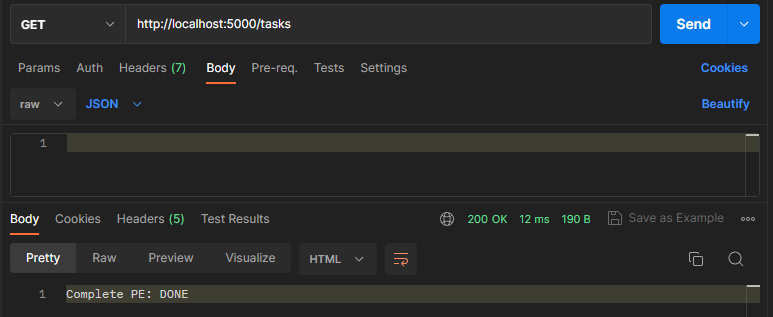 GET http://localhost:5000/tasks Send
Params Auth Headers (7) Body Pre-req. Tests Settings Cookies
raw JSON Beautify
1
Body Cookies Headers (5) Test Results 200 OK 12 ms 190 B Save as Example
Pretty Raw Preview Visualize HTML
1 Complete PE: DONE